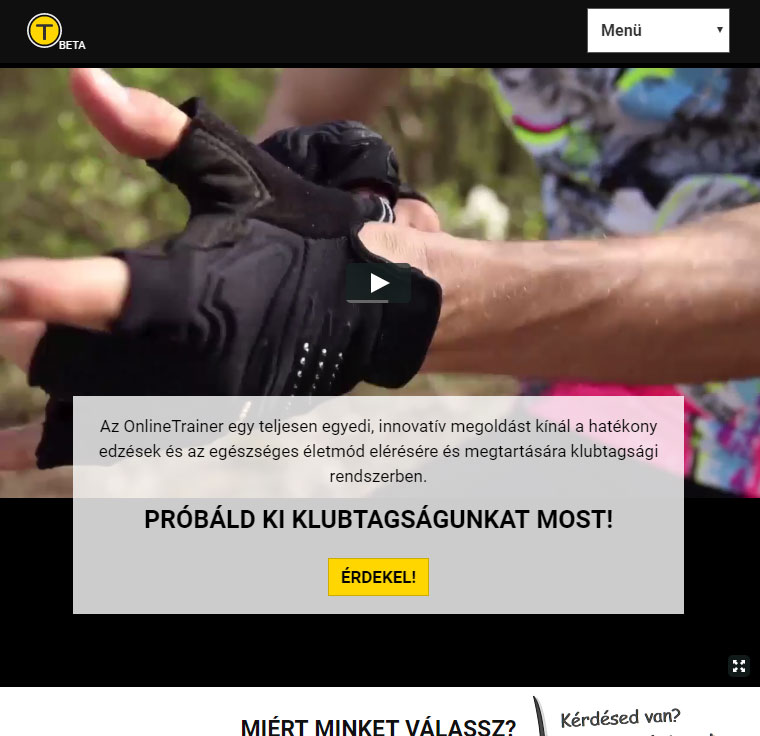 T
BETA
Menü
Az OnlineTrainer egy teljesen egyedi, innovatív megoldást kínál a hatékony
edzések és az egészséges életmód elérésére és megtartására klubtagsági
rendszerben.
PRÓBÁLD KI KLUBTAGSÁGUNKAT MOST!
ÉRDEKEL!
MIÉRT MINKET VÁLASSZ?
Kérdésed van?